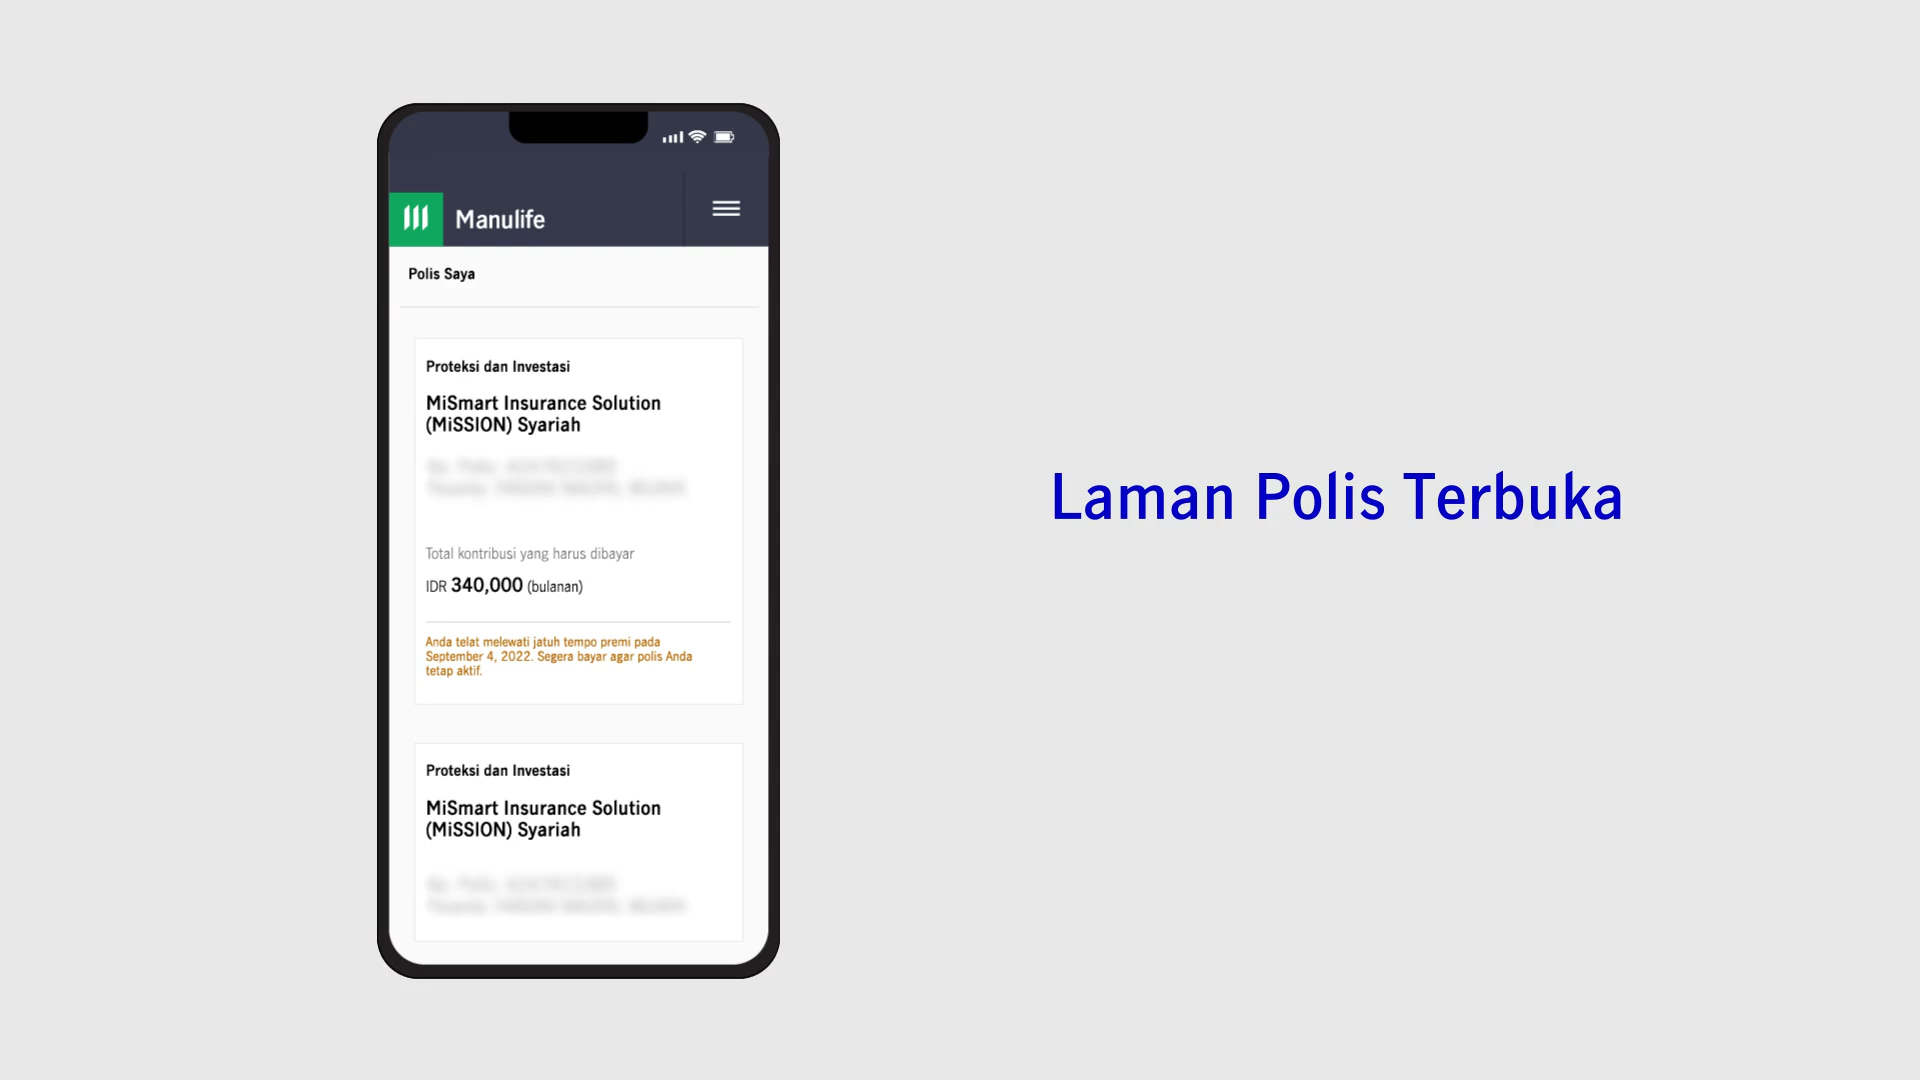 Manulife
Polis Saya
Proteksi dan Investasi
MiSmart Insurance Solution
(MiSSION) Syariah
Total kontribusi yang harus dibayar
IDR 340,000 (bulanan)
Anda telat melewati jatuh tempo premi pada
September 4, 2022. Segera bayar agar polis Anda
tetap aktif.
Proteksi dan Investasi
MiSmart Insurance Solution
(MiSSION) Syariah
Laman Polis Terbuka